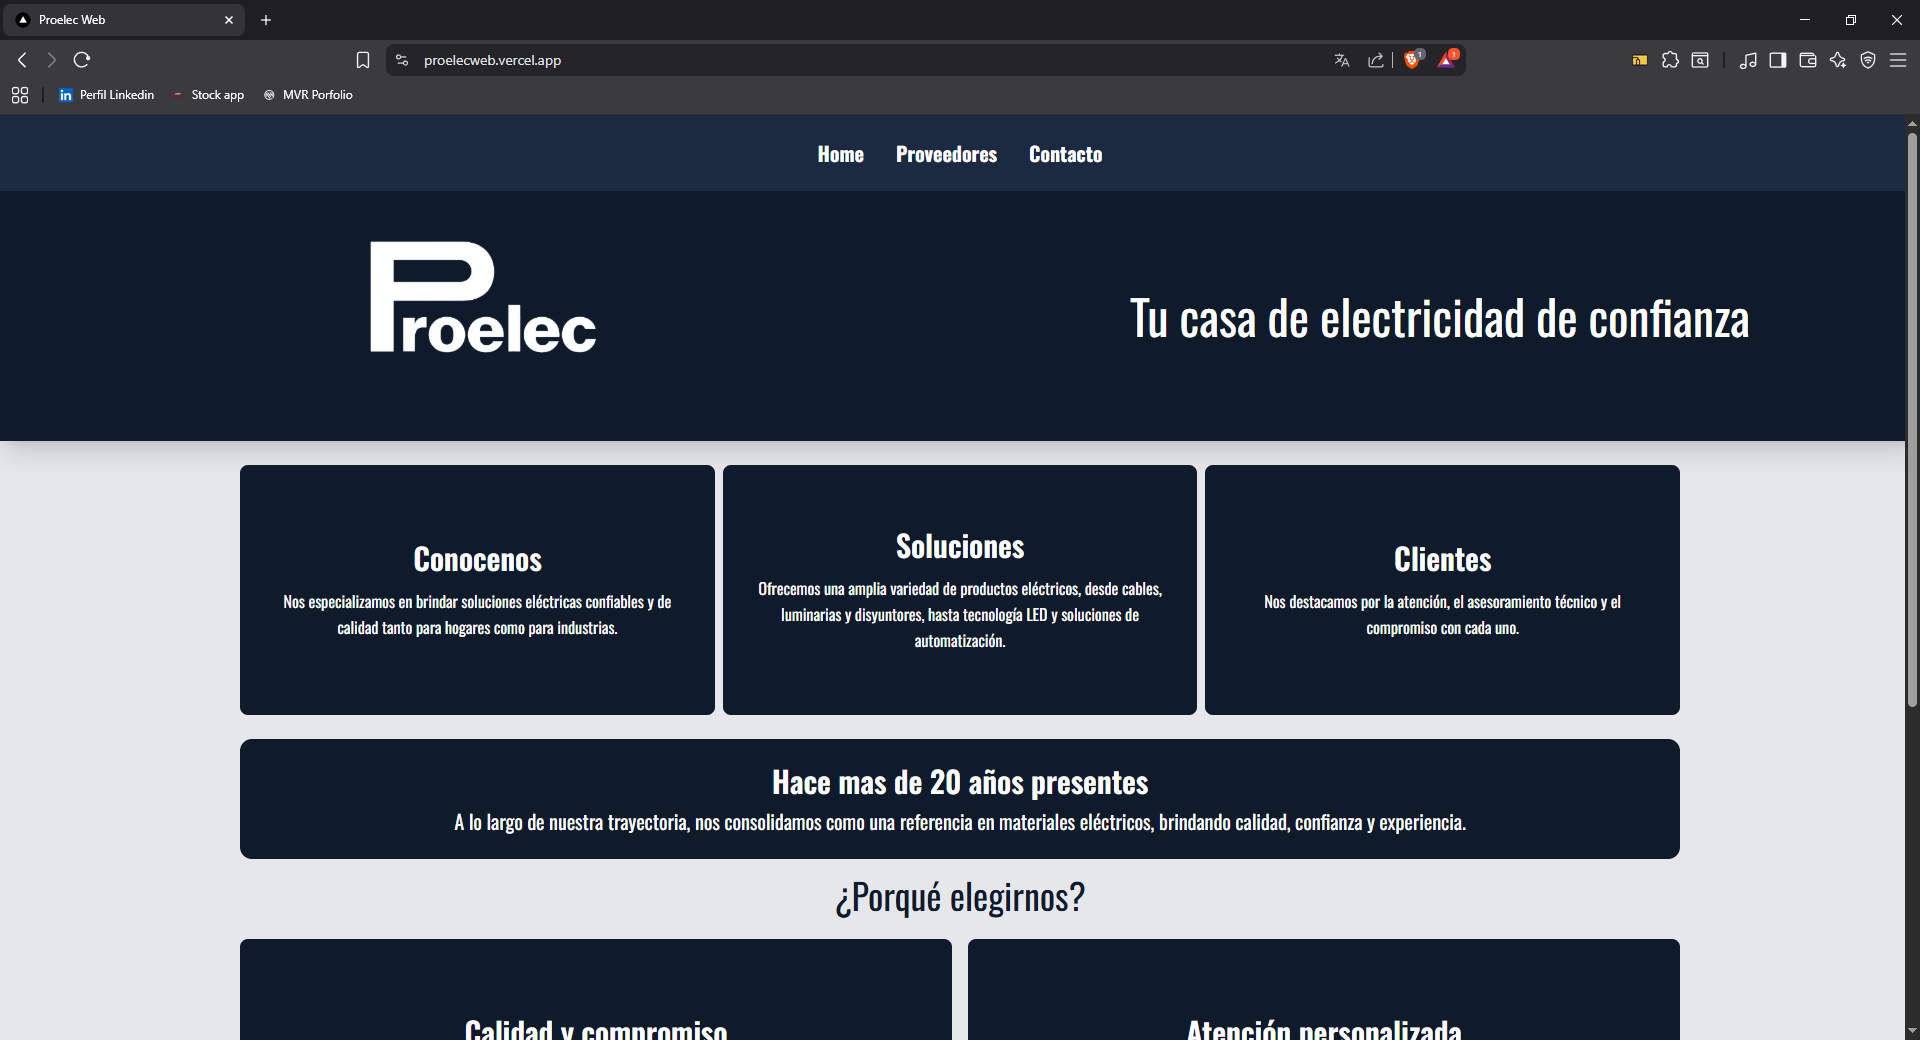 Proelec Web
proelecweb.vercel.app
1
1
Perfil Linkedin
Stock app
MVR Porfolio
Home
Proveedores
Contacto
Proelec
Tu casa de electricidad de confianza
Conocenos
Nos especializamos en brindar soluciones eléctricas confiables y de
calidad tanto para hogares como para industrias.
Soluciones
Ofrecemos una amplia variedad de productos eléctricos, desde cables,
luminarias y disyuntores, hasta tecnología LED y soluciones de
automatización.
Clientes
Nos destacamos por la atención, el asesoramiento técnico y el
compromiso con cada uno.
Hace mas de 20 años presentes
A lo largo de nuestra trayectoria, nos consolidamos como una referencia en materiales eléctricos, brindando calidad, confianza y experiencia.
¿Porqué elegirnos?
Calidad y compromiso
Atención personalizada